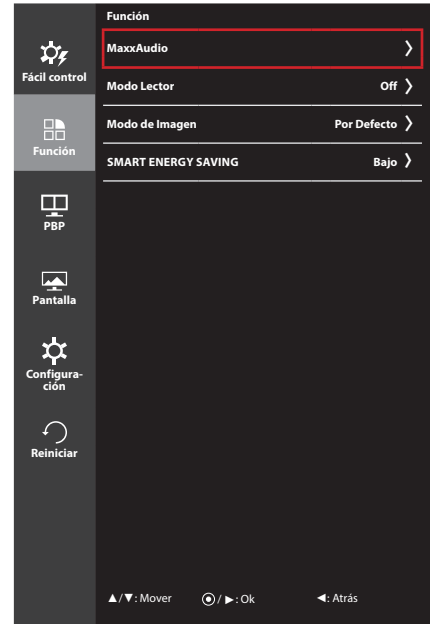 Función
MaxxAudio
Modo Lector Off
Modo de Imagen Por Defecto
SMART ENERGY SAVING Bajo
Fácil control
Función
PBP
Pantalla
Configura-
ción
Reiniciar
▲/▼: Mover ⦿/ ►: Ok ◄: Atrás